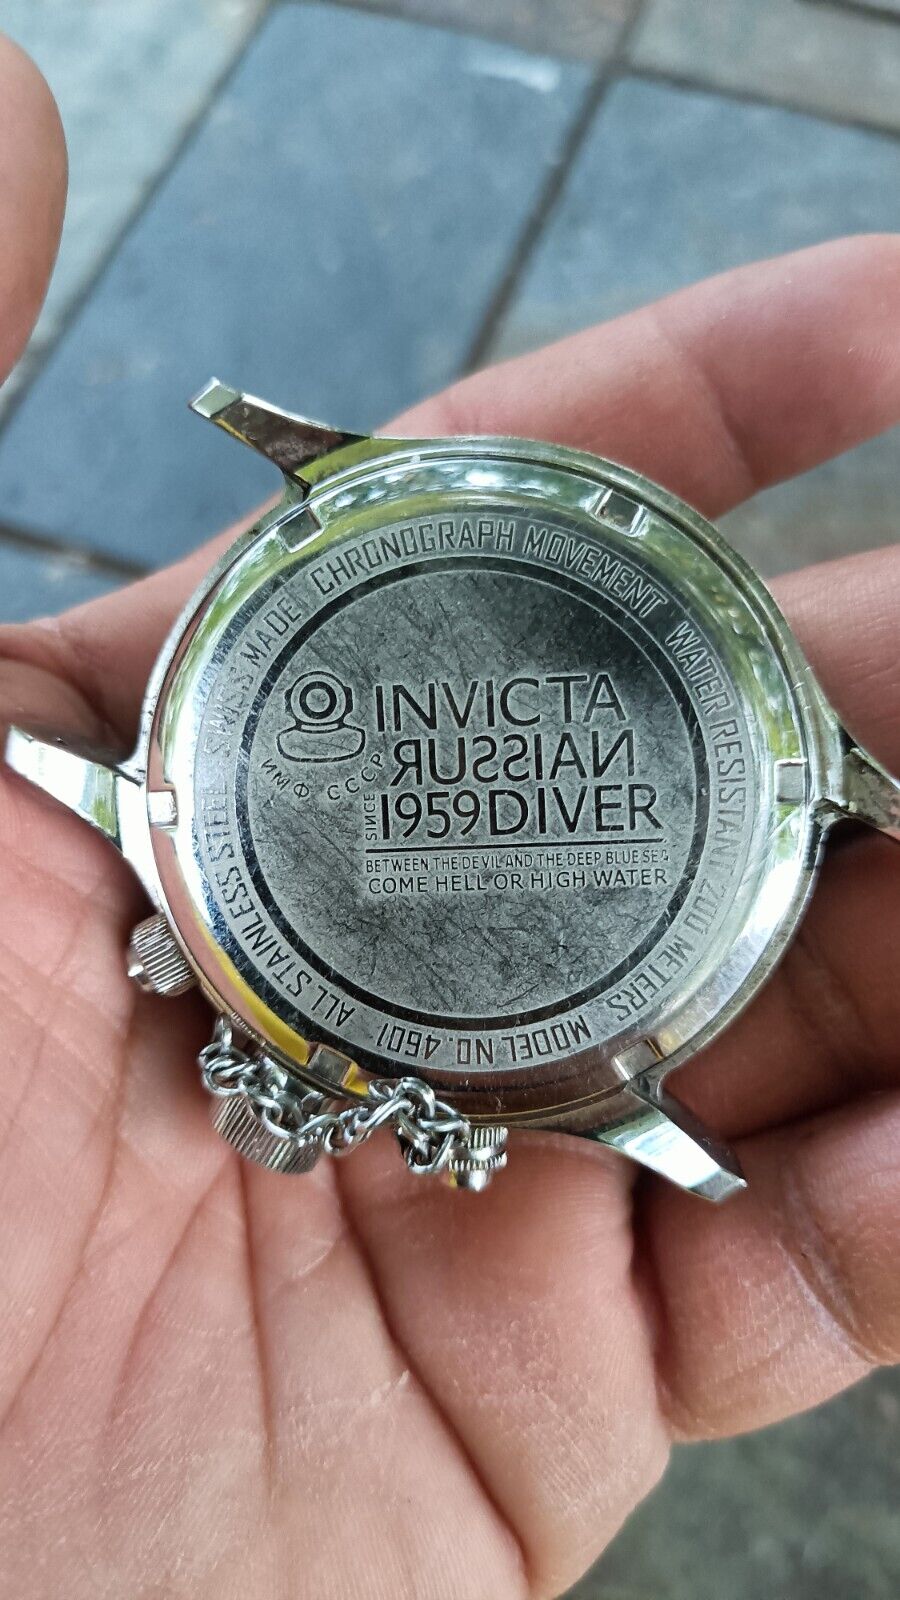 INVICTA
ЯUSSIAИ
SINCE 1959 DIVER
BETWEEN THE DEVIL AND THE DEEP BLUE SEA
COME HELL OR HIGH WATER
ИМФ СССР
CHRONOGRAPH MOVEMENT
WATER RESISTANT 200 METERS
MODEL NO. 4601
ALL STAINLESS STEEL
SWISS MADE